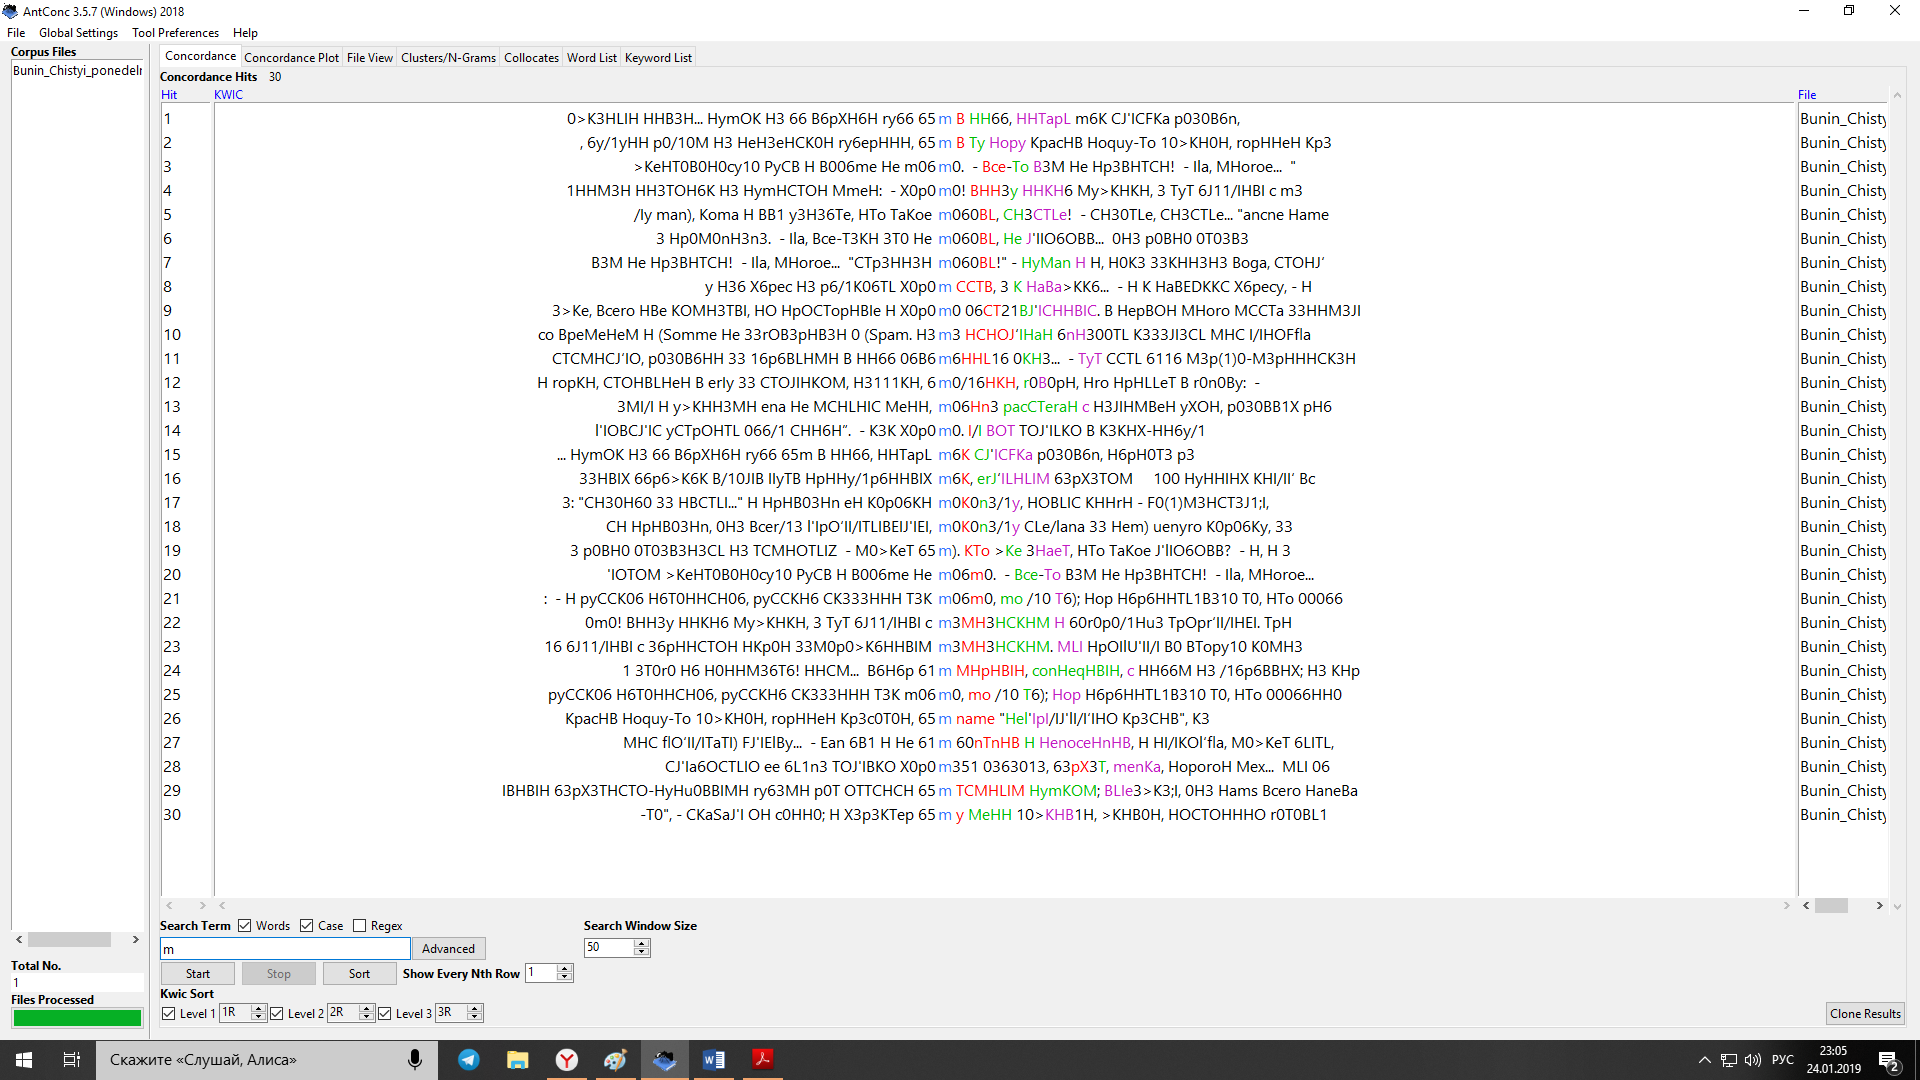 AntConc 3.5.7 (Windows) 2018
File Global Settings Tool Preferences Help
Corpus Files
Bunin_Chistyi_ponedelr
Concordance Concordance Plot File View Clusters/N-Grams Collocates Word List Keyword List
Concordance Hits 30
Hit KWIC File
1 0>K3HLIH HHB3H... HymOK H3 66 B6pXH6H ry66 65 m B HH66, HHTapL m6K CJ'ICFKa p030B6n, Bunin_Chisty
2 , 6y/1yHH p0/10M H3 HeH3eHCK0H ry6epHHH, 65 m B Ty Hopy KpacHB Hoquy-To 10>KH0H, ropHHeH Kp3 Bunin_Chisty
3 >KeHT0B0H0cy10 PyCB H B006me He m06 m0. - Bce-To B3M He Hp3BHTCH! - Ila, MHoroe... " Bunin_Chisty
4 1HHM3H HH3TOH6K H3 HymHCTOH MmeH: - X0p0 m0! BHH3y HHKH6 My>KHKH, 3 TyT 6J11/IHBI c m3 Bunin_Chisty
5 /ly man), Koma H BB1 y3H36Te, HTo TaKoe m060BL, CH3CTLe! - CH30TLe, CH3CTLe... "ancne Hame Bunin_Chisty
6 3 Hp0M0nH3n3. - Ila, Bce-T3KH 3T0 He m060BL, He J'IIO6OBB... 0H3 p0BH0 0T03B3 Bunin_Chisty
7 B3M He Hp3BHTCH! - Ila, MHoroe... "CTp3HH3H m060BL!" - HyMan H H, H0K3 33KHH3H3 Boga, CTOHJ‘ Bunin_Chisty
8 y H36 X6pec H3 p6/1K06TL X0p0 m CCTB, 3 K HaBa>KK6... - H K HaBEDKKC X6pecy, - H Bunin_Chisty
9 3>Ke, Bcero HBe KOMH3TBI, HO HpOCTopHBIe H X0p0 m0 06CT21BJ'ICHHBIC. B HepBOH MHoro MCCTa 33HHM3JI Bunin_Chisty
10 co BpeMeHeM H (Somme He 33rOB3pHB3H 0 (Spam. H3 m3 HCHOJ’IHaH 6nH300TL K333JI3CL MHC I/IHOFfla Bunin_Chisty
11 CTCMHCJ’IO, p030B6HH 33 16p6BLHMH B HH66 06B6 m6HHL16 0KH3... - TyT CCTL 6116 M3p(1)0-M3pHHHCK3H Bunin_Chisty
12 H ropKH, CTOHBLHeH B erIy 33 CTOJIHKOM, H3111KH, 6 m0/16HKH, r0B0pH, Hro HpHLLeT B r0n0By: - Bunin_Chisty
13 3MI/I H y>KHH3MH ena He MCHLHIC MeHH, m06Hn3 pacCTeraH c H3JIHMBeH yXOH, p030BB1X pH6 Bunin_Chisty
14 l'IOBCJ'IC yCTpOHTL 066/1 CHH6H”. - K3K X0p0 m0. I/I BOT TOJ'ILKO B K3KHX-HH6y/1 Bunin_Chisty
15 ... HymOK H3 66 B6pXH6H ry66 65m B HH66, HHTapL m6K CJ'ICFKa p030B6n, H6pH0T3 p3 Bunin_Chisty
16 33HBIX 66p6>K6K B/10JIB lIyTB HpHHy/1p6HHBIX m6K, erJ‘ILHLIM 63pX3TOM 100 HyHHIHX KHI/II‘ Bc Bunin_Chisty
17 3: "CH30H60 33 HBCTLI..." H HpHB03Hn eH K0p06KH m0K0n3/1y, HOBLIC KHHrH - F0(1)M3HCT3J1;I, Bunin_Chisty
18 CH HpHB03Hn, 0H3 Bcer/13 l'IpO‘II/ITLIBEIJ'IEI, m0K0n3/1y CLe/lana 33 Hem) uenyro K0p06Ky, 33 Bunin_Chisty
19 3 p0BH0 0T03B3H3CL H3 TCMHOTLIZ - M0>KeT 65 m). KTo >Ke 3HaeT, HTo TaKoe J'IIO6OBB? - H, H 3 Bunin_Chisty
20 'IOTOM >KeHT0B0H0cy10 PyCB H B006me He m06m0. - Bce-To B3M He Hp3BHTCH! - Ila, MHoroe... Bunin_Chisty
21 : - H pyCCK06 H6T0HHCH06, pyCCKH6 CK333HHH T3K m06m0, mo /10 T6); Hop H6p6HHTL1B310 T0, HTo 00066 Bunin_Chisty
22 0m0! BHH3y HHKH6 My>KHKH, 3 TyT 6J11/IHBI c m3MH3HCKHM H 60r0p0/1Hu3 TpOpr‘II/IHEI. TpH Bunin_Chisty
23 16 6J11/IHBI c 36pHHCTOH HKp0H 33M0p0>K6HHBIM m3MH3HCKHM. MLI HpOIlIU'II/I B0 BTopy10 K0MH3 Bunin_Chisty
24 1 3T0r0 H6 H0HHM36T6! HHCM... B6H6p 61 m MHpHBIH, conHeqHBIH, c HH66M H3 /16p6BBHX; H3 KHp Bunin_Chisty
25 pyCCK06 H6T0HHCH06, pyCCKH6 CK333HHH T3K m06 m0, mo /10 T6); Hop H6p6HHTL1B310 T0, HTo 00066HH0 Bunin_Chisty
26 KpacHB Hoquy-To 10>KH0H, ropHHeH Kp3c0T0H, 65 m name "Hel'IpI/IJ'lI/I‘IHO Kp3CHB", K3 Bunin_Chisty
27 MHC flO‘II/ITaTI) FJ'IElBy... - Ean 6B1 H He 61 m 60nTnHB H HenoceHnHB, H HI/IKOl‘fla, M0>KeT 6LITL, Bunin_Chisty
28 CJ'Ia6OCTLIO ee 6L1n3 TOJ'IBKO X0p0 m351 0363013, 63pX3T, menKa, HoporoH Mex... MLI 06 Bunin_Chisty
29 IBHBIH 63pX3THCTO-HyHu0BBIMH ry63MH p0T OTTCHCH 65 m TCMHLIM HymKOM; BLIe3>K3;I, 0H3 Hams Bcero HaneBa Bunin_Chisty
30 -T0", - CKaSaJ'I OH c0HH0; H X3p3KTep 65 m y MeHH 10>KHB1H, >KHB0H, HOCTOHHHO r0T0BL1 Bunin_Chisty
Search Term Words Case Regex Search Window Size
m Advanced 50
Start Stop Sort Show Every Nth Row 1
Kwic Sort
Level 1 1R Level 2 2R Level 3 3R
Total No.
1
Files Processed
Clone Results
Скажите «Слушай, Алиса»
РУС
23:05
24.01.2019
2